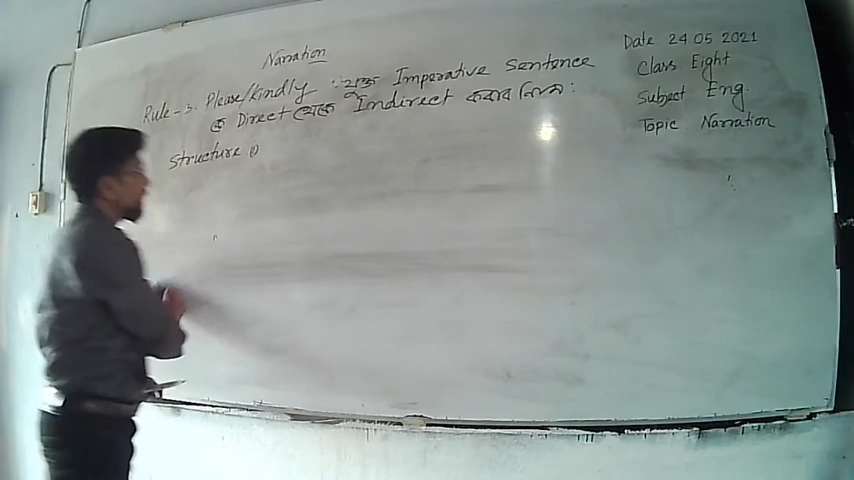 Narration
Rule-3: Please/Kindly যুক্ত Imperative Sentence
কে Direct থেকে Indirect করার নিয়ম:
Structure ①
Date 24.05.2021
Class Eight
Subject Eng.
Topic Narration